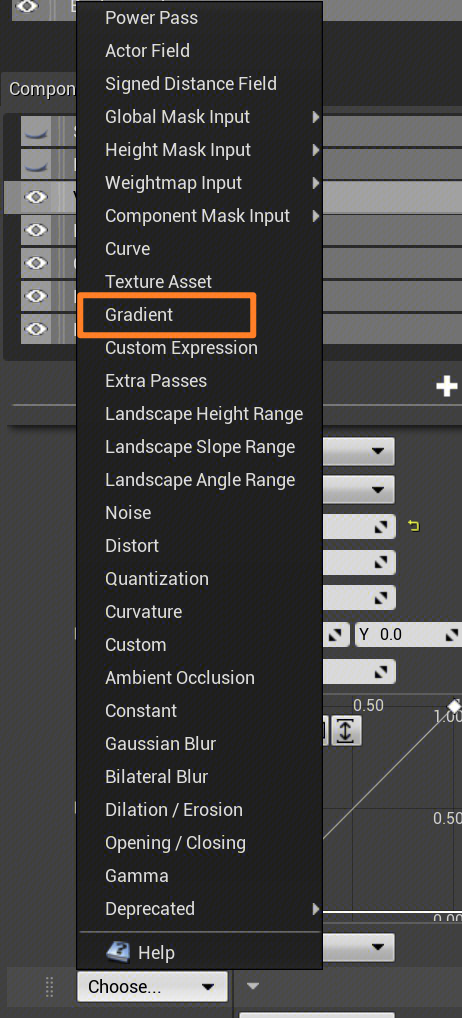 Power Pass
Actor Field
Signed Distance Field
Compon
Global Mask Input
Height Mask Input
Weightmap Input
Component Mask Input
Curve
Texture Asset
Gradient
Custom Expression
Extra Passes
Landscape Height Range
Landscape Slope Range
Landscape Angle Range
Noise
Distort
Quantization
Curvature
Custom
Y 0.0
Ambient Occlusion
Constant
0.50
1.00
Gaussian Blur
Bilateral Blur
Dilation / Erosion
0.50
Opening / Closing
Gamma
Deprecated
0.00
Help
Choose...